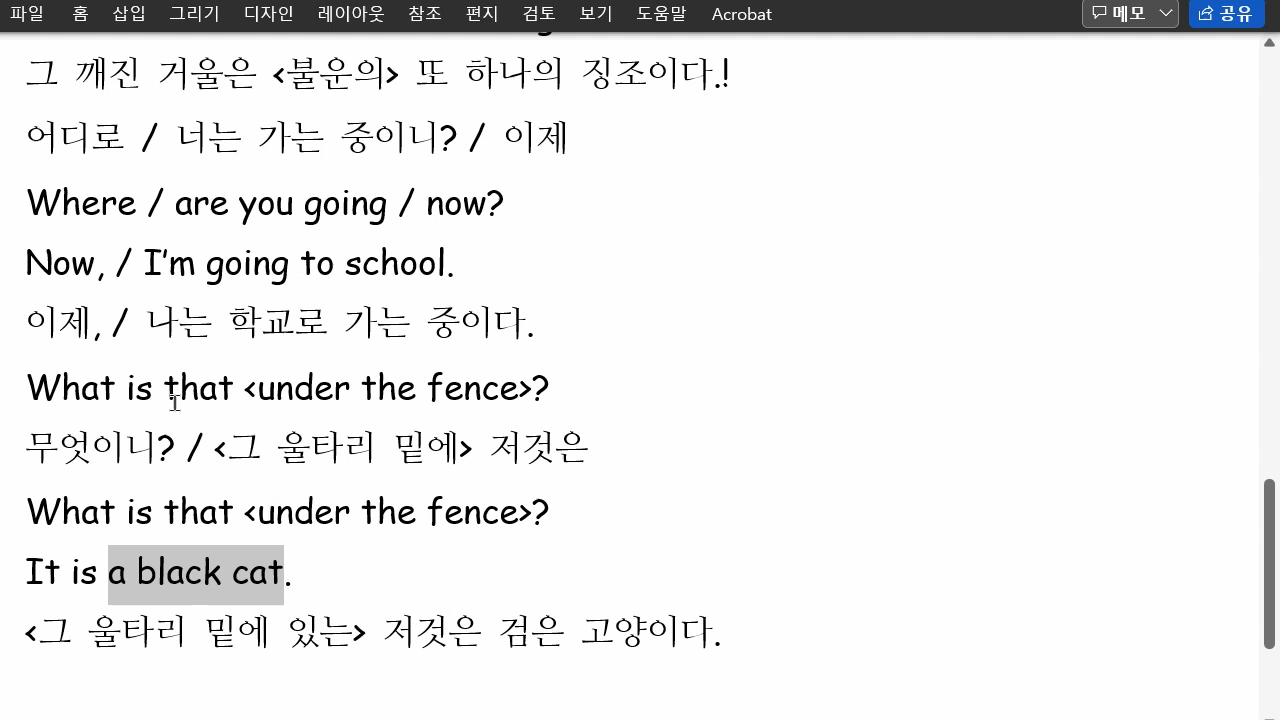 파일 홈 삽입 그리기 디자인 레이아웃 참조 편지 검토 보기 도움말 Acrobat 메모 공유
그 깨진 거울은 <불운의> 또 하나의 징조이다.!
어디로 / 너는 가는 중이니? / 이제
Where / are you going / now?
Now, / I’m going to school.
이제, / 나는 학교로 가는 중이다.
What is that <under the fence>?
무엇이니? / <그 울타리 밑에> 저것은
What is that <under the fence>?
It is a black cat.
<그 울타리 밑에 있는> 저것은 검은 고양이다.